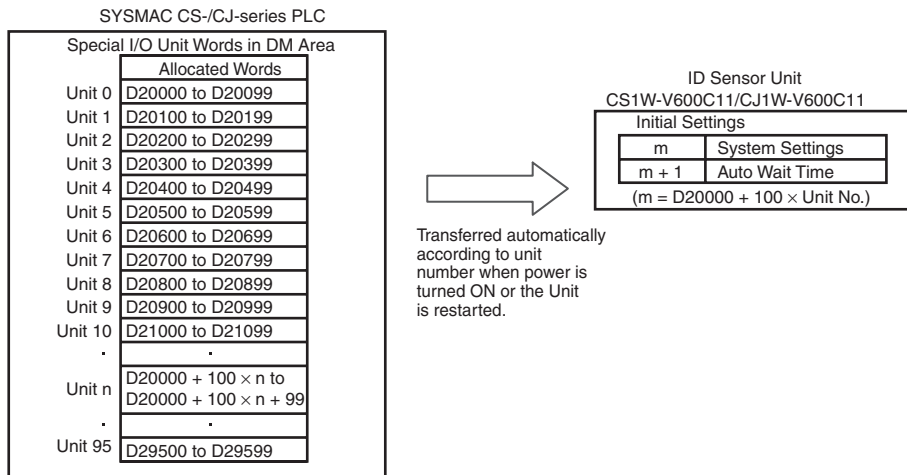 SYSMAC CS-/CJ-series PLC
Special I/O Unit Words in DM Area
Allocated Words
Unit 0 D20000 to D20099
Unit 1 D20100 to D20199
Unit 2 D20200 to D20299
Unit 3 D20300 to D20399
Unit 4 D20400 to D20499
Unit 5 D20500 to D20599
Unit 6 D20600 to D20699
Unit 7 D20700 to D20799
Unit 8 D20800 to D20899
Unit 9 D20900 to D20999
Unit 10 D21000 to D21099
. .
Unit n D20000 + 100 × n to
D20000 + 100 × n + 99
. .
Unit 95 D29500 to D29599
Transferred automatically
according to unit
number when power is
turned ON or the Unit
is restarted.
ID Sensor Unit
CS1W-V600C11/CJ1W-V600C11
Initial Settings
m System Settings
m + 1 Auto Wait Time
(m = D20000 + 100 × Unit No.)